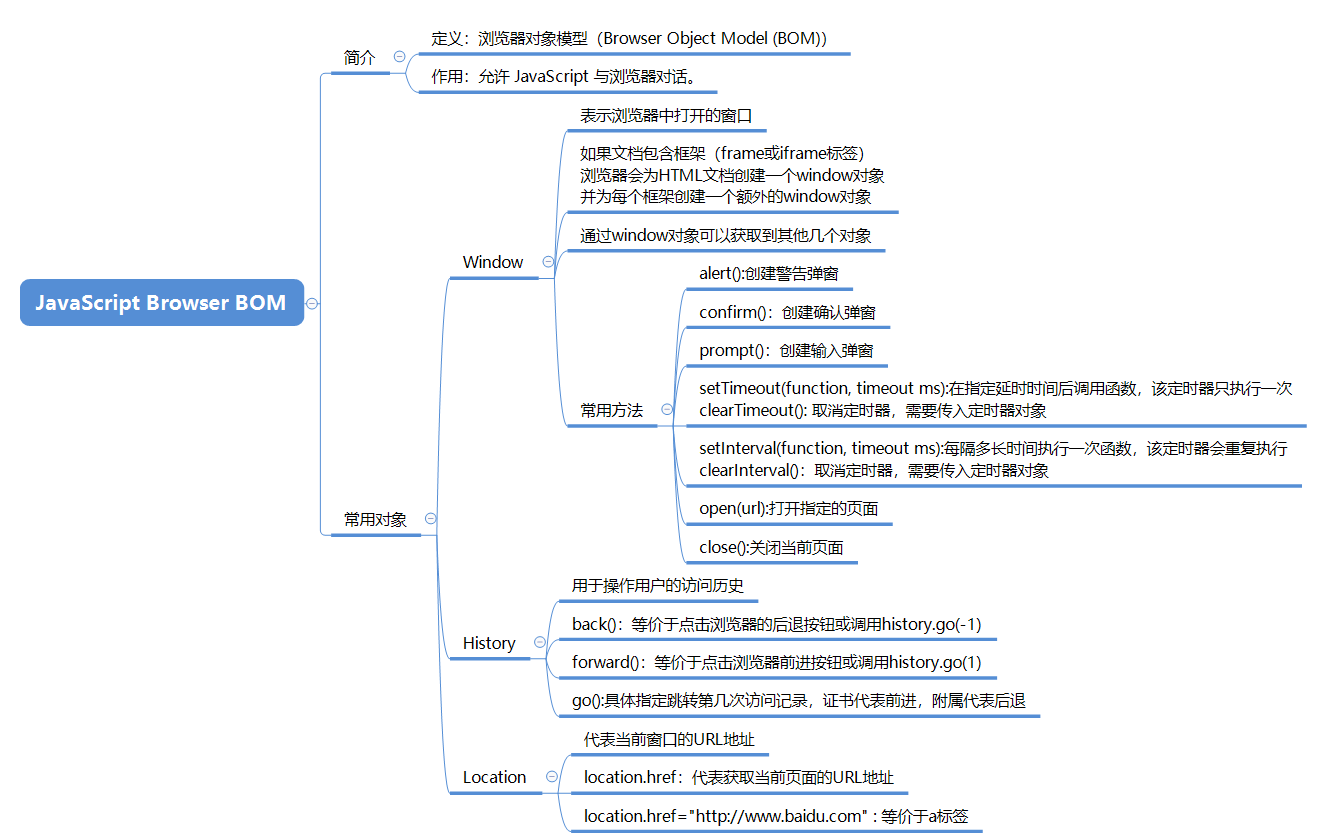 JavaScript Browser BOM
简介
定义：浏览器对象模型（Browser Object Model (BOM)）
作用：允许 JavaScript 与浏览器对话。
常用对象
Window
表示浏览器中打开的窗口
如果文档包含框架（frame或iframe标签）
浏览器会为HTML文档创建一个window对象
并为每个框架创建一个额外的window对象
通过window对象可以获取到其他几个对象
常用方法
alert():创建警告弹窗
confirm()：创建确认弹窗
prompt()：创建输入弹窗
setTimeout(function, timeout ms):在指定延时时间后调用函数，该定时器只执行一次
clearTimeout(): 取消定时器，需要传入定时器对象
setInterval(function, timeout ms):每隔多长时间执行一次函数，该定时器会重复执行
clearInterval()：取消定时器，需要传入定时器对象
open(url):打开指定的页面
close():关闭当前页面
History
用于操作用户的访问历史
back()：等价于点击浏览器的后退按钮或调用history.go(-1)
forward()：等价于点击浏览器前进按钮或调用history.go(1)
go():具体指定跳转第几次访问记录，证书代表前进，附属代表后退
Location
代表当前窗口的URL地址
location.href：代表获取当前页面的URL地址
location.href="http://www.baidu.com" : 等价于a标签